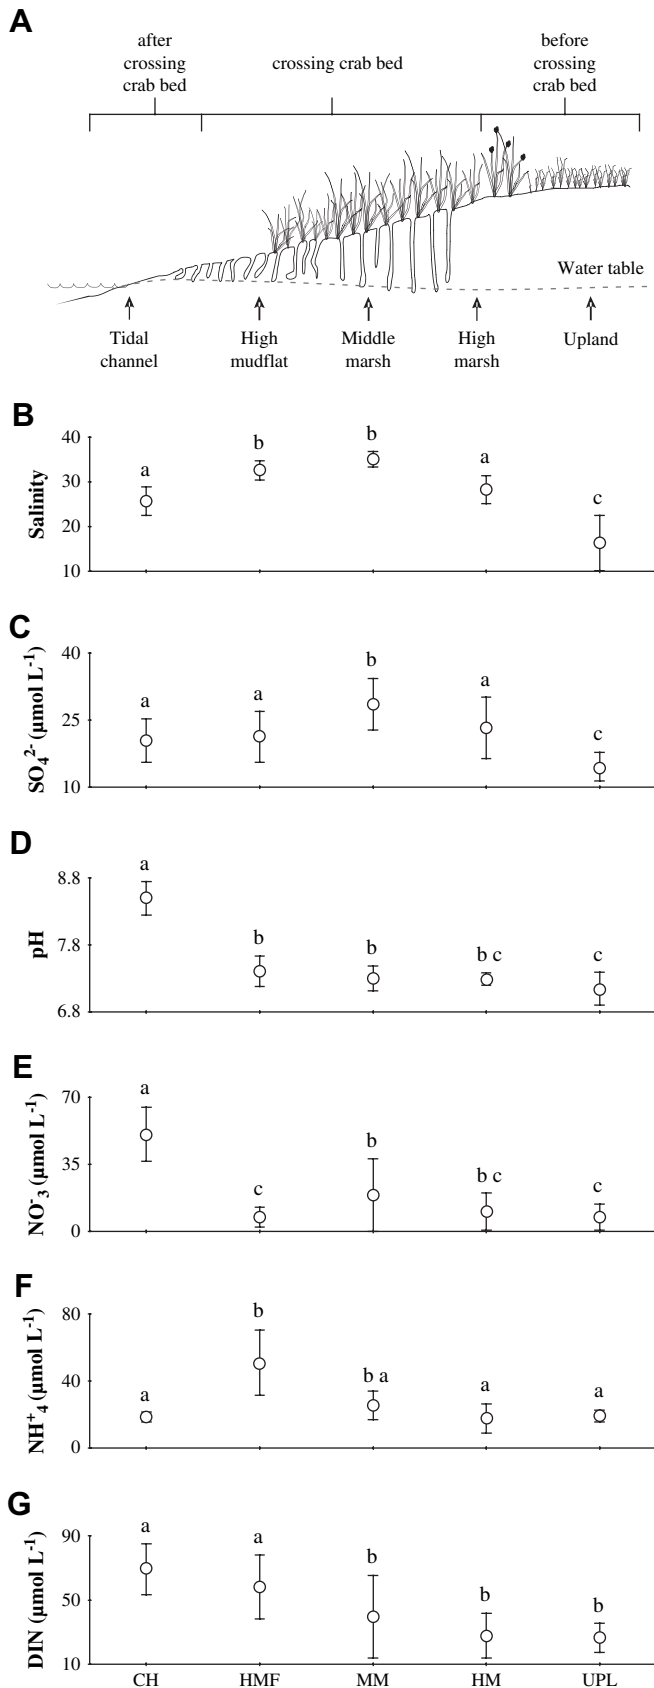 A
after
crossing
crab bed
crossing crab bed
before
crossing
crab bed
Water table
Tidal
channel
High
mudflat
Middle
marsh
High
marsh
Upland
B
Salinity
40
30
20
10
a
b
b
a
c
C
SO₄²⁻ (µmol L⁻¹)
40
25
10
a
a
b
a
c
D
pH
8.8
7.8
6.8
a
b
b
b c
c
E
NO⁻₃ (µmol L⁻¹)
70
35
0
a
c
b
b c
c
F
NH⁺₄ (µmol L⁻¹)
80
40
0
a
b
b a
a
a
G
DIN (µmol L⁻¹)
90
50
10
a
a
b
b
b
CH HMF MM HM UPL